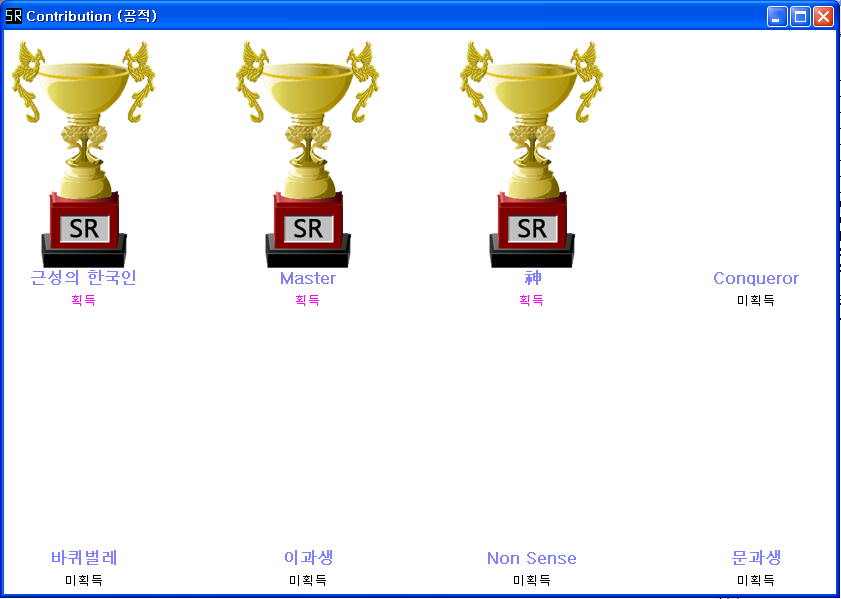 SR Contribution (공적)
SR SR SR
근성의 한국인 Master 神 Conqueror
획득 획득 획득 미획득
바퀴벌레 이과생 Non Sense 문과생
미획득 미획득 미획득 미획득